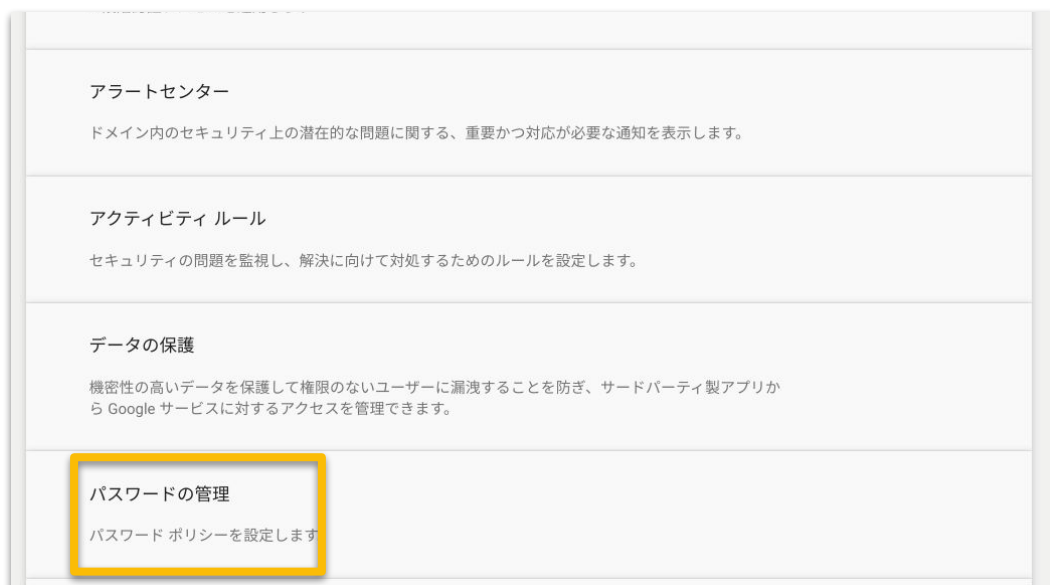 アラートセンター
ドメイン内のセキュリティ上の潜在的な問題に関する、重要かつ対応が必要な通知を表示します。
アクティビティ ルール
セキュリティの問題を監視し、解決に向けて対処するためのルールを設定します。
データの保護
機密性の高いデータを保護して権限のないユーザーに漏洩することを防ぎ、サードパーティ製アプリか
ら Google サービスに対するアクセスを管理できます。
パスワードの管理
パスワード ポリシーを設定します